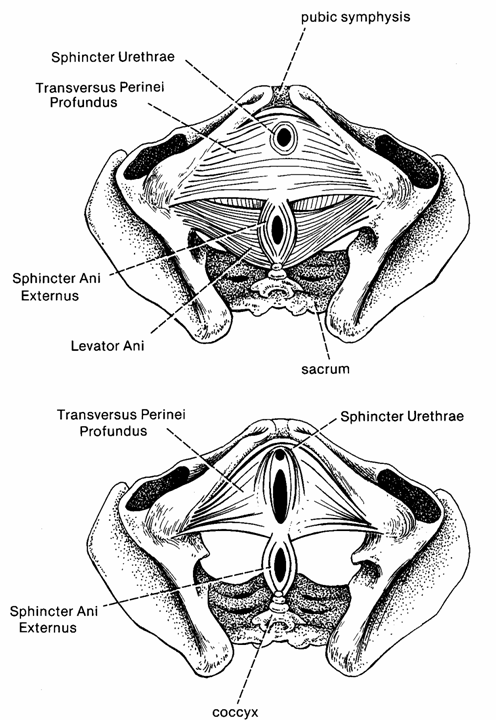 pubic symphysis
Sphincter Urethrae
Transversus Perinei
Profundus
Sphincter Ani
Externus
Levator Ani
sacrum
Transversus Perinei
Profundus
Sphincter Urethrae
Sphincter Ani
Externus
coccyx